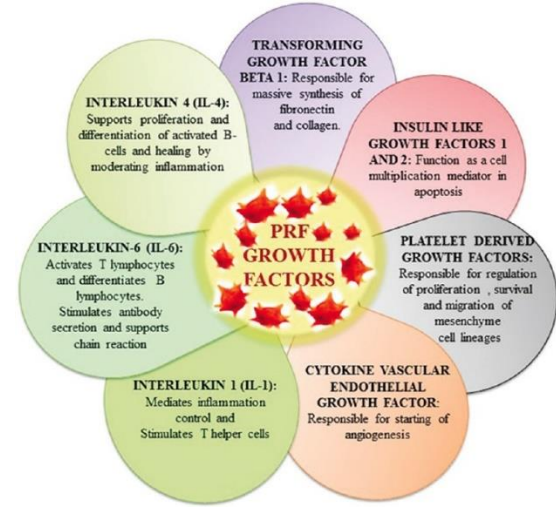 TRANSFORMING
GROWTH FACTOR
BETA 1: Responsible for
massive synthesis of
fibronectin
and collagen.
INSULIN LIKE
GROWTH FACTORS 1
AND 2: Function as a cell
multiplication mediator in
apoptosis
PLATELET DERIVED
GROWTH FACTORS:
Responsible for regulation
of proliferation , survival
and migration of
mesenchyme
cell lineages
CYTOKINE VASCULAR
ENDOTHELIAL
GROWTH FACTOR:
Responsible for starting of
angiogenesis
INTERLEUKIN 1 (IL-1):
Mediates inflammation
control and
Stimulates T helper cells
INTERLEUKIN-6 (IL-6):
Activates T lymphocytes
and differentiates B
lymphocytes.
Stimulates antibody
secretion and supports
chain reaction
INTERLEUKIN 4 (IL-4):
Supports proliferation and
differentiation of activated B-
cells and healing by
moderating inflammation
PRF
GROWTH
FACTORS